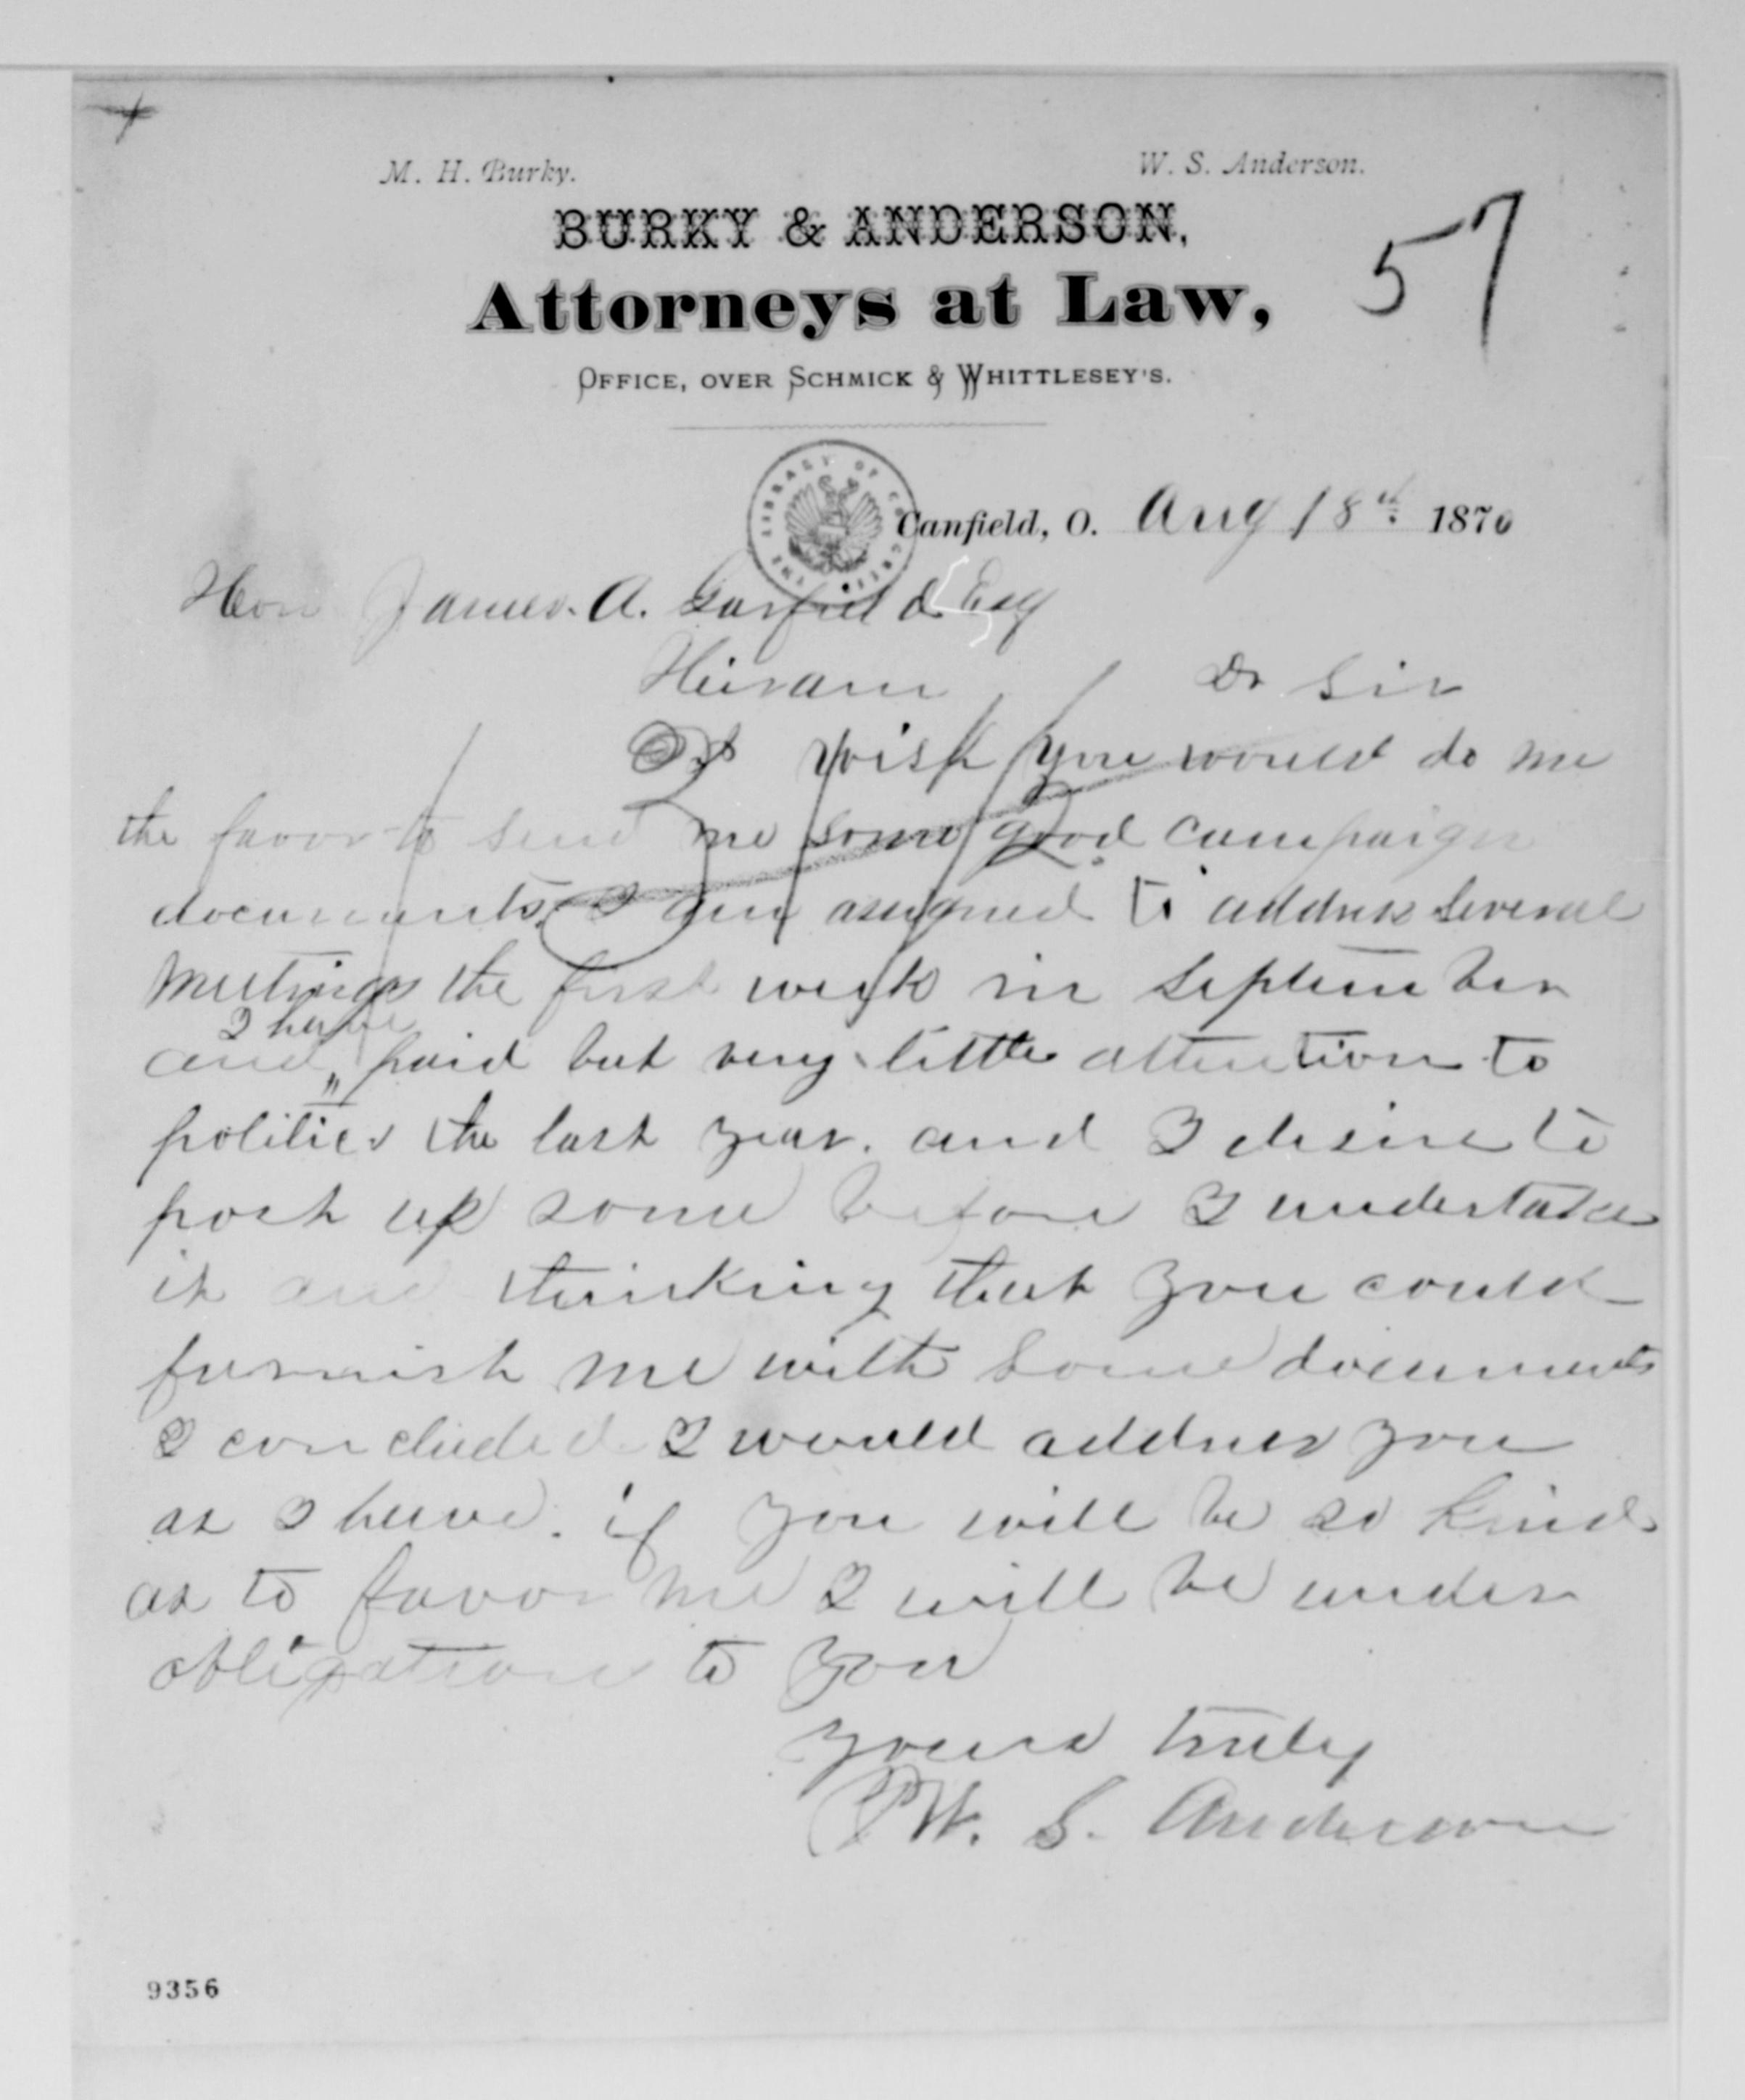 M. H. Burky. W. S. Anderson.
BURKY & ANDERSON,
Attorneys at Law,
57
OFFICE, OVER SCHMICK & WHITTLESEY'S.
THE LIBRARY OF CONGRESS
Canfield, O. Aug 18th 1870
Hon James. A. Garfield Esq
Hiram Dr Sir
I wish you would do me
the favor to send me some good campaign
documents. I am assigned to address several
meetings the first week in September
I have
and " paid but very little attention to
politics the last year. and I desire to
post up some before I undertake
it and thinking that you could
furnish me with some documents
I concluded I would address you
as I have. if you will be so kind
as to favor me I will be under
obligations to you
yours truly
W. S. Anderson
9356